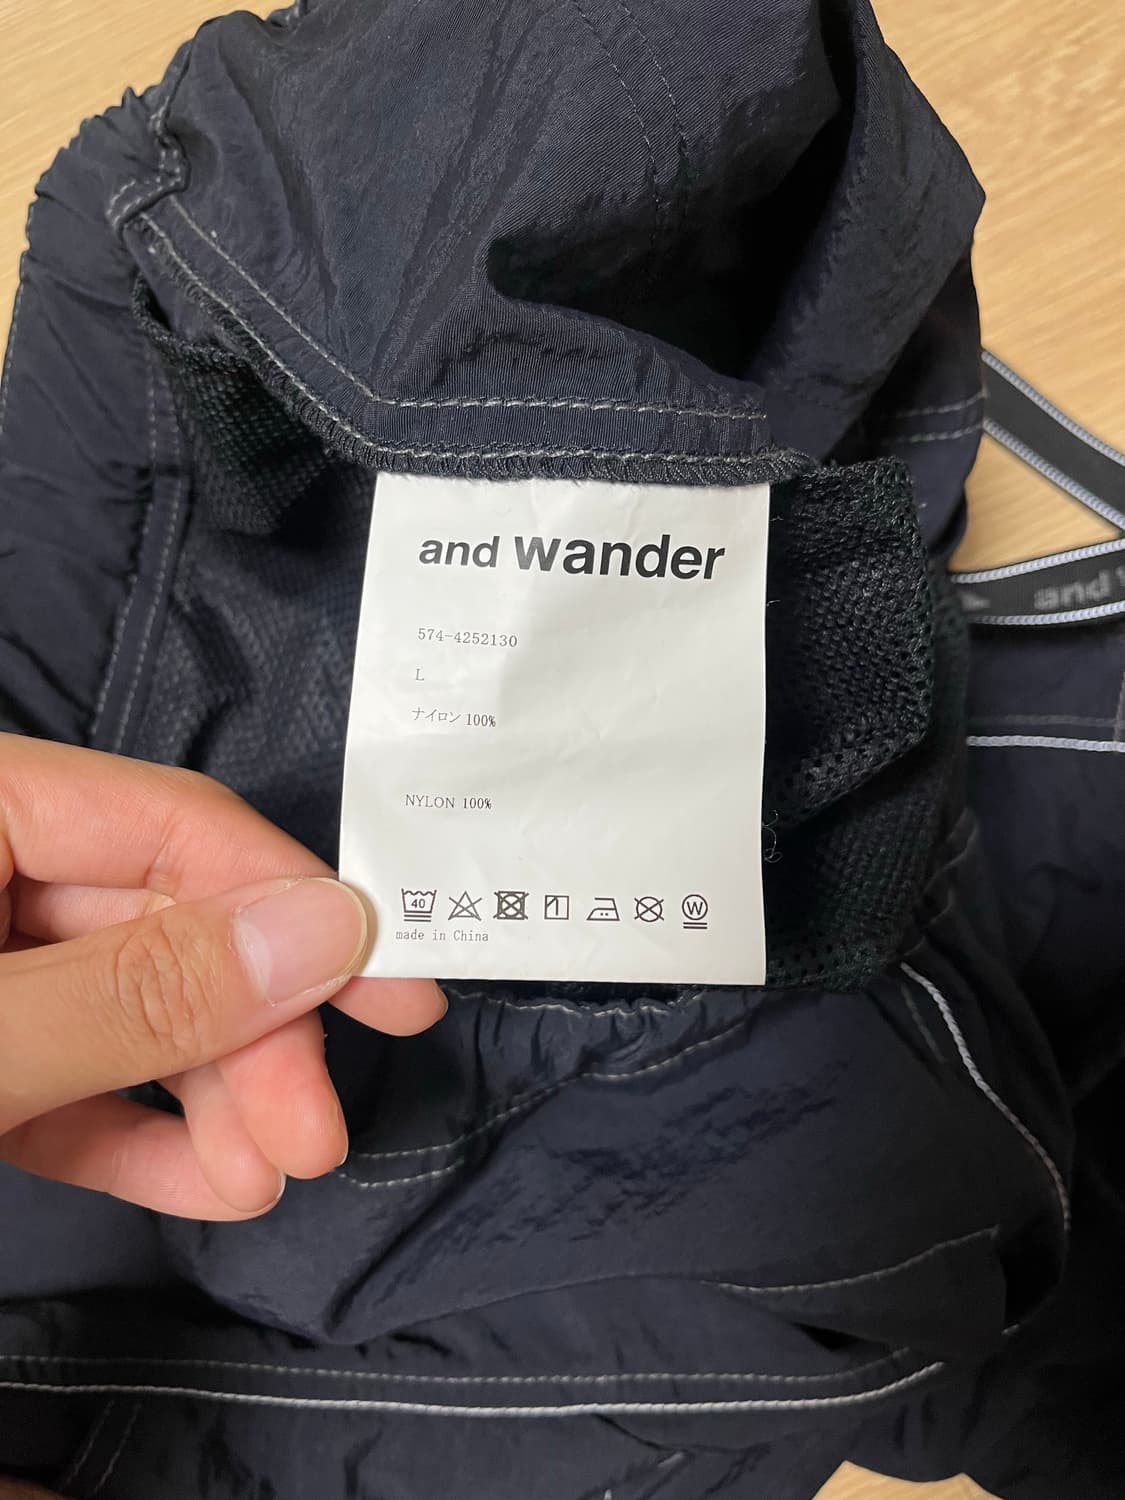 and wander
574-4252130
L
ナイロン 100%
NYLON 100%
40
W
made in China
and